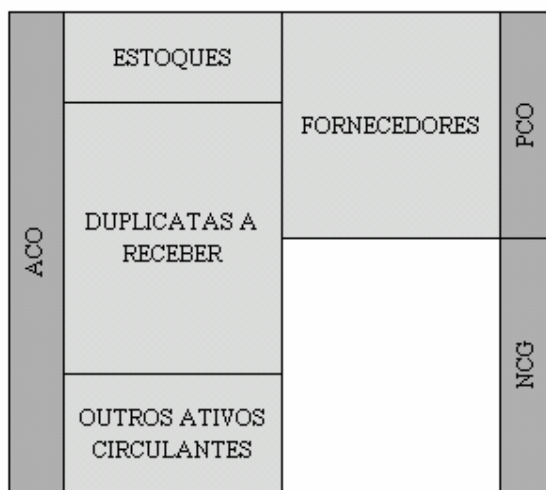 ACO
ESTOQUES
DUPLICATAS A
RECEBER
OUTROS ATIVOS
CIRCULANTES
FORNECEDORES
PCO
NCG